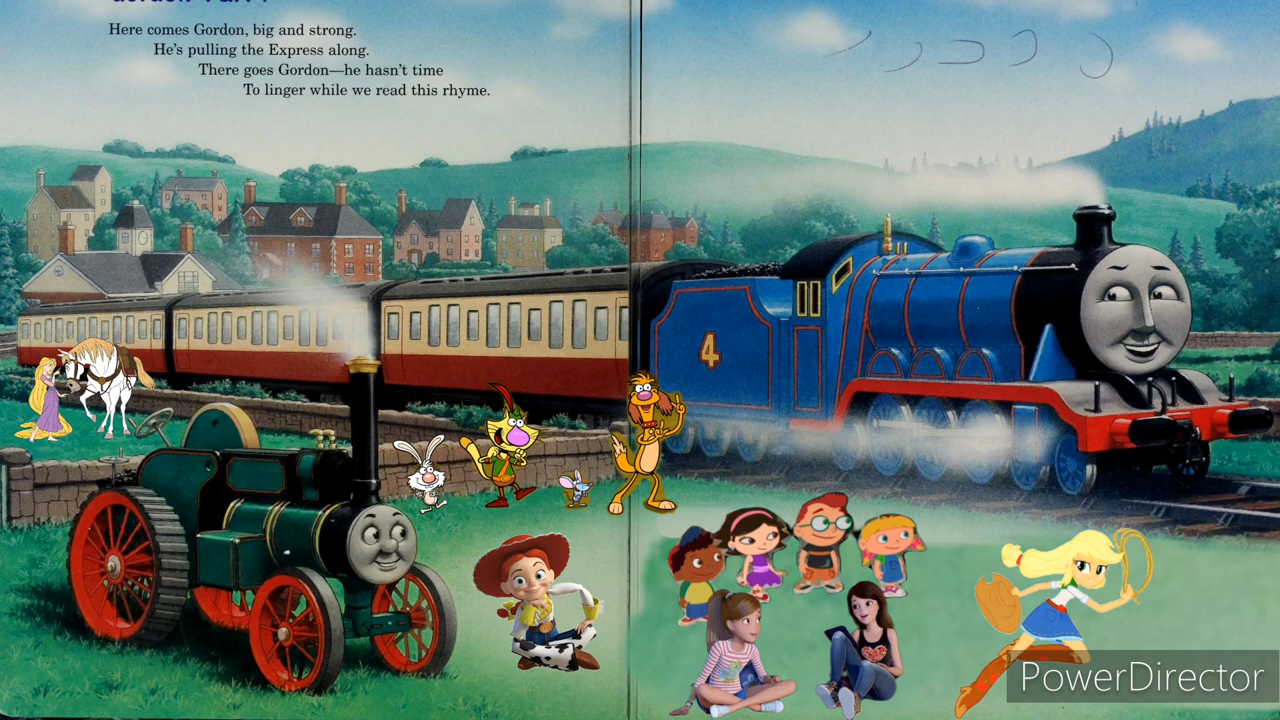 Here comes Gordon, big and strong.
He's pulling the Express along.
There goes Gordon—he hasn't time
To linger while we read this rhyme.
4
PowerDirector